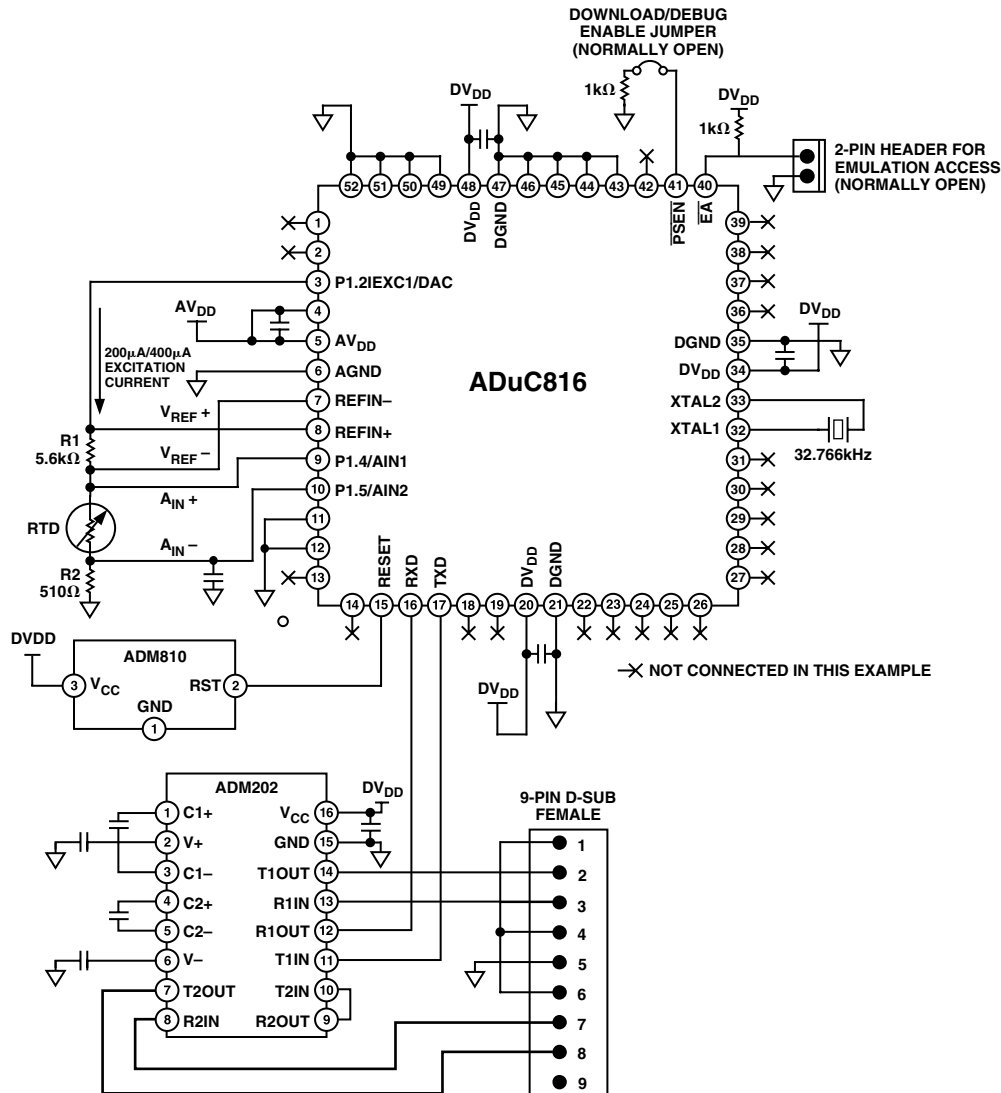 DOWNLOAD/DEBUG
ENABLE JUMPER
(NORMALLY OPEN)
1kΩ
DVDD
DVDD
1kΩ
2-PIN HEADER FOR
EMULATION ACCESS
(NORMALLY OPEN)
52 51 50 49 48 47 46 45 44 43 42 41 40
DVDD
DGND
PSEN
EA
1
2
3 P1.2IEXC1/DAC
4
AVDD
5 AVDD
6 AGND
7 REFIN–
8 REFIN+
9 P1.4/AIN1
10 P1.5/AIN2
11
12
13
200µA/400µA
EXCITATION
CURRENT
VREF +
VREF –
AIN +
AIN –
R1
5.6kΩ
RTD
R2
510Ω
ADuC816
39
38
37
36
DGND 35
DVDD 34
DVDD
XTAL2 33
XTAL1 32
32.766kHz
31
30
29
28
27
RESET
RXD
TXD
DVDD
DGND
14 15 16 17 18 19 20 21 22 23 24 25 26
DVDD
NOT CONNECTED IN THIS EXAMPLE
DVDD
ADM810
3 VCC
RST 2
GND
1
ADM202
1 C1+
2 V+
3 C1–
4 C2+
5 C2–
6 V–
7 T2OUT
8 R2IN
VCC 16
DVDD
GND 15
T1OUT 14
R1IN 13
R1OUT 12
T1IN 11
T2IN 10
R2OUT 9
9-PIN D-SUB
FEMALE
1
2
3
4
5
6
7
8
9